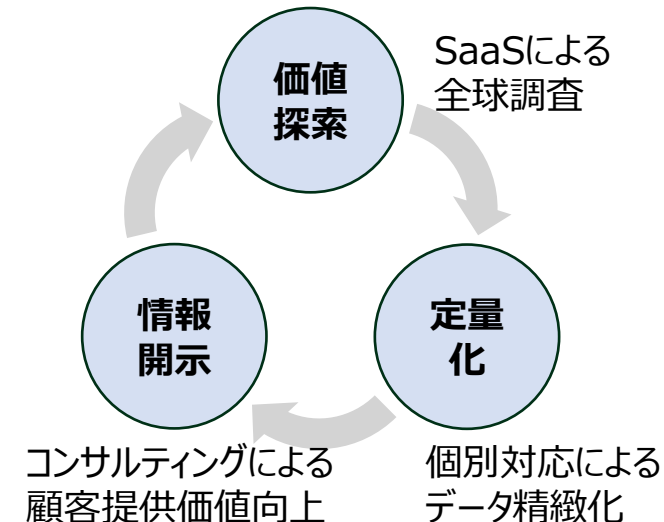 価値
探索
SaaSによる
全球調査
情報
開示
定量
化
コンサルティングによる
顧客提供価値向上
個別対応による
データ精緻化